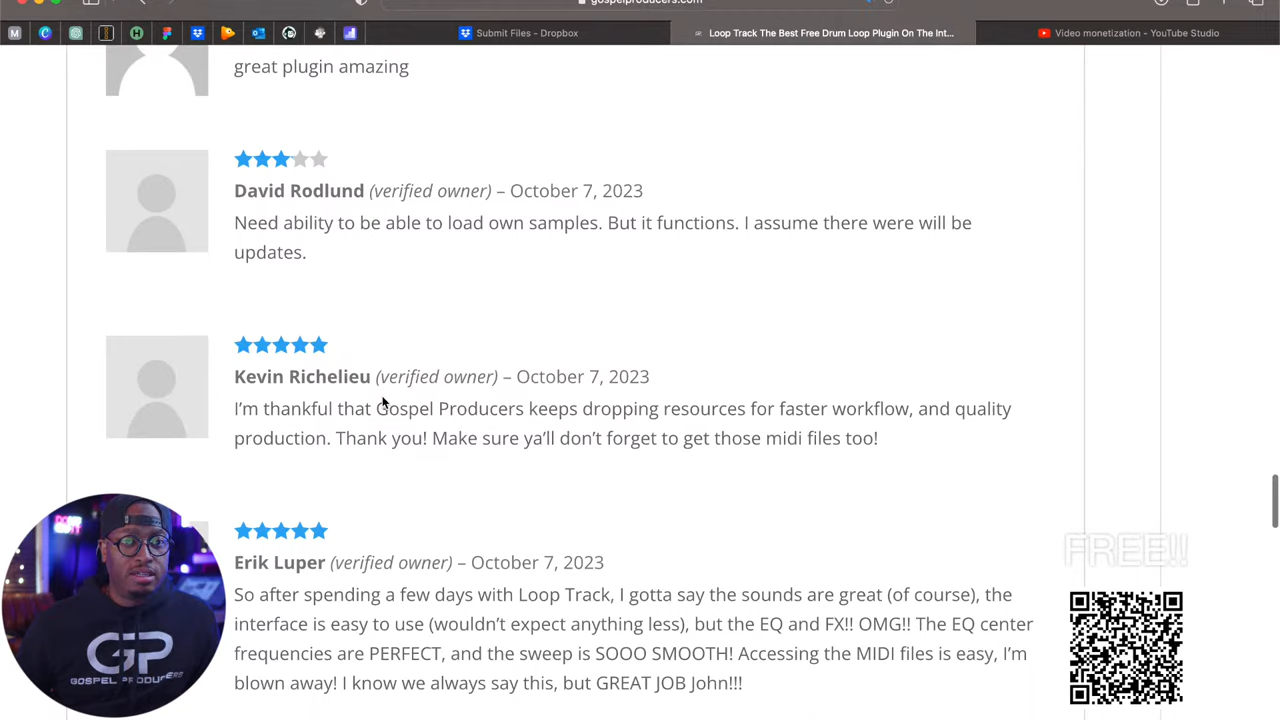 gospelproducers.com
Submit Files - Dropbox
Loop Track The Best Free Drum Loop Plugin On The Int...
Video monetization - YouTube Studio
great plugin amazing
David Rodlund (verified owner) – October 7, 2023
Need ability to be able to load own samples. But it functions. I assume there were will be
updates.
Kevin Richelieu (verified owner) – October 7, 2023
I’m thankful that Gospel Producers keeps dropping resources for faster workflow, and quality
production. Thank you! Make sure ya’ll don’t forget to get those midi files too!
Erik Luper (verified owner) – October 7, 2023
So after spending a few days with Loop Track, I gotta say the sounds are great (of course), the
interface is easy to use (wouldn’t expect anything less), but the EQ and FX!! OMG!! The EQ center
frequencies are PERFECT, and the sweep is SOOO SMOOTH! Accessing the MIDI files is easy, I’m
blown away! I know we always say this, but GREAT JOB John!!!
FREE!!
GP
GOSPEL PRODUCERS